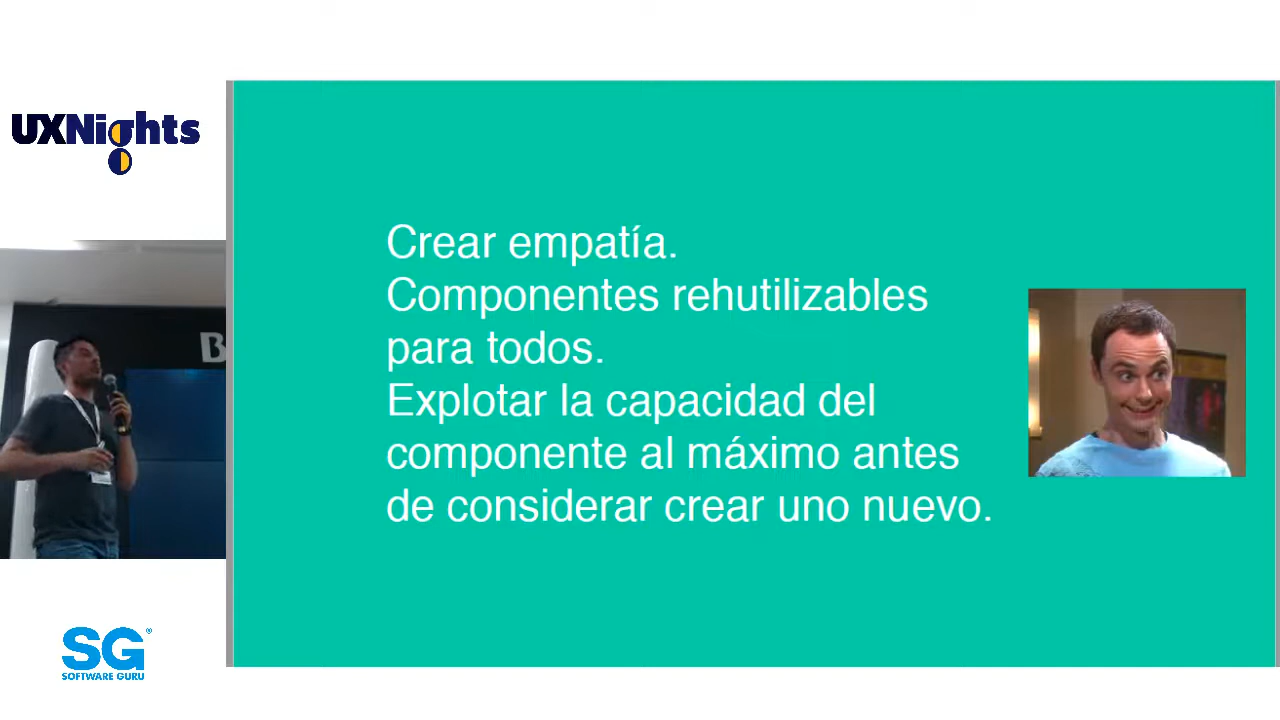 UXNights
B
SG®
SOFTWARE GURU
Crear empatía.
Componentes rehutilizables
para todos.
Explotar la capacidad del
componente al máximo antes
de considerar crear uno nuevo.